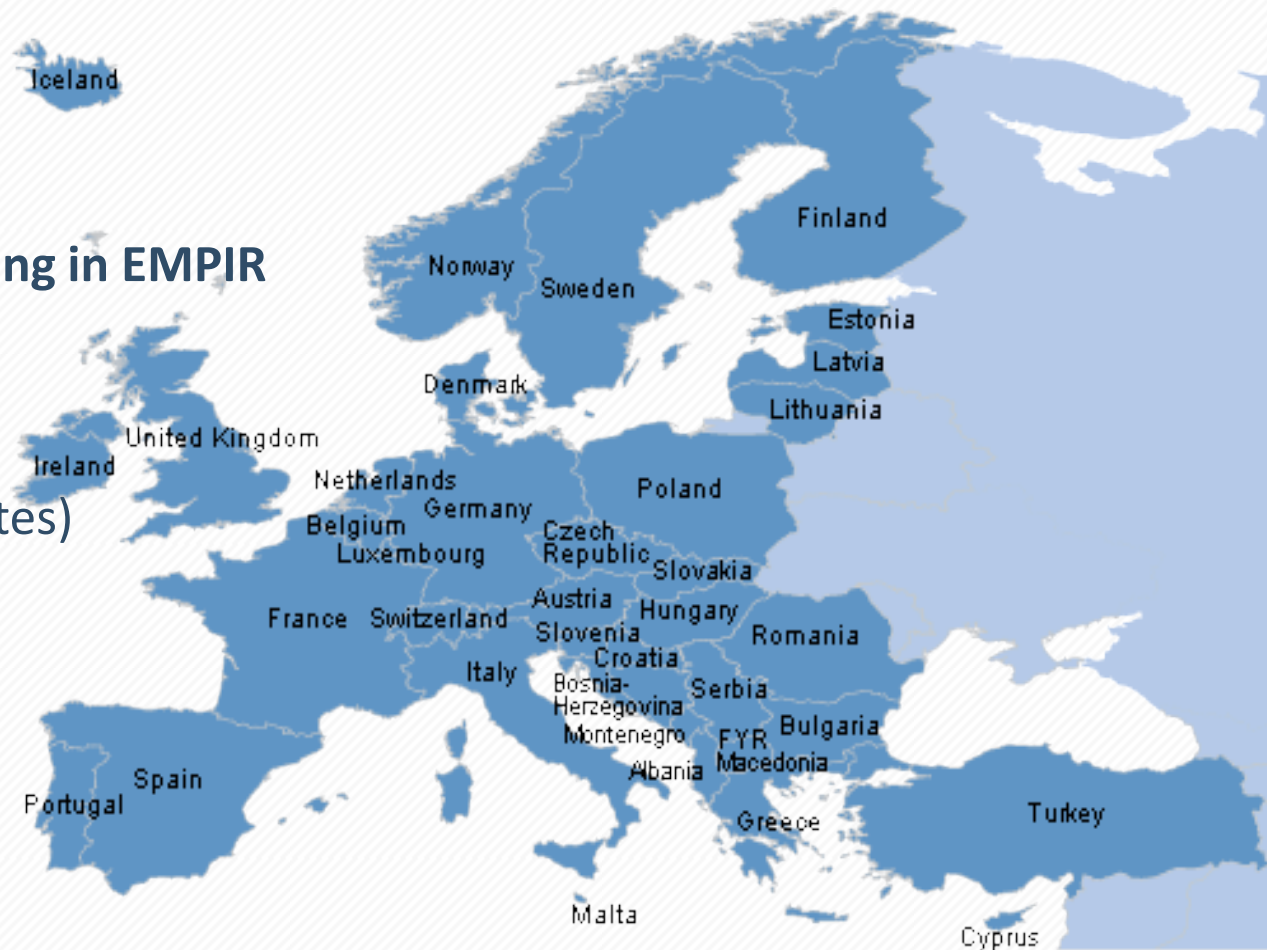 Iceland
ng in EMPIR
Finland
Norway
Sweden
Estonia
Latvia
Denmark
Lithuania
United Kingdom
Ireland
Netherlands
Poland
Germany
tes)
Belgium
Czech
Republic
Luxembourg
Slovakia
Austria
Hungary
France
Switzerland
Slovenia
Romania
Croatia
Italy
Bosnia-
Herzegovina
Serbia
Bulgaria
Montenegro
FYR
Macedonia
Albania
Spain
Portugal
Turkey
Greece
Malta
Cyprus